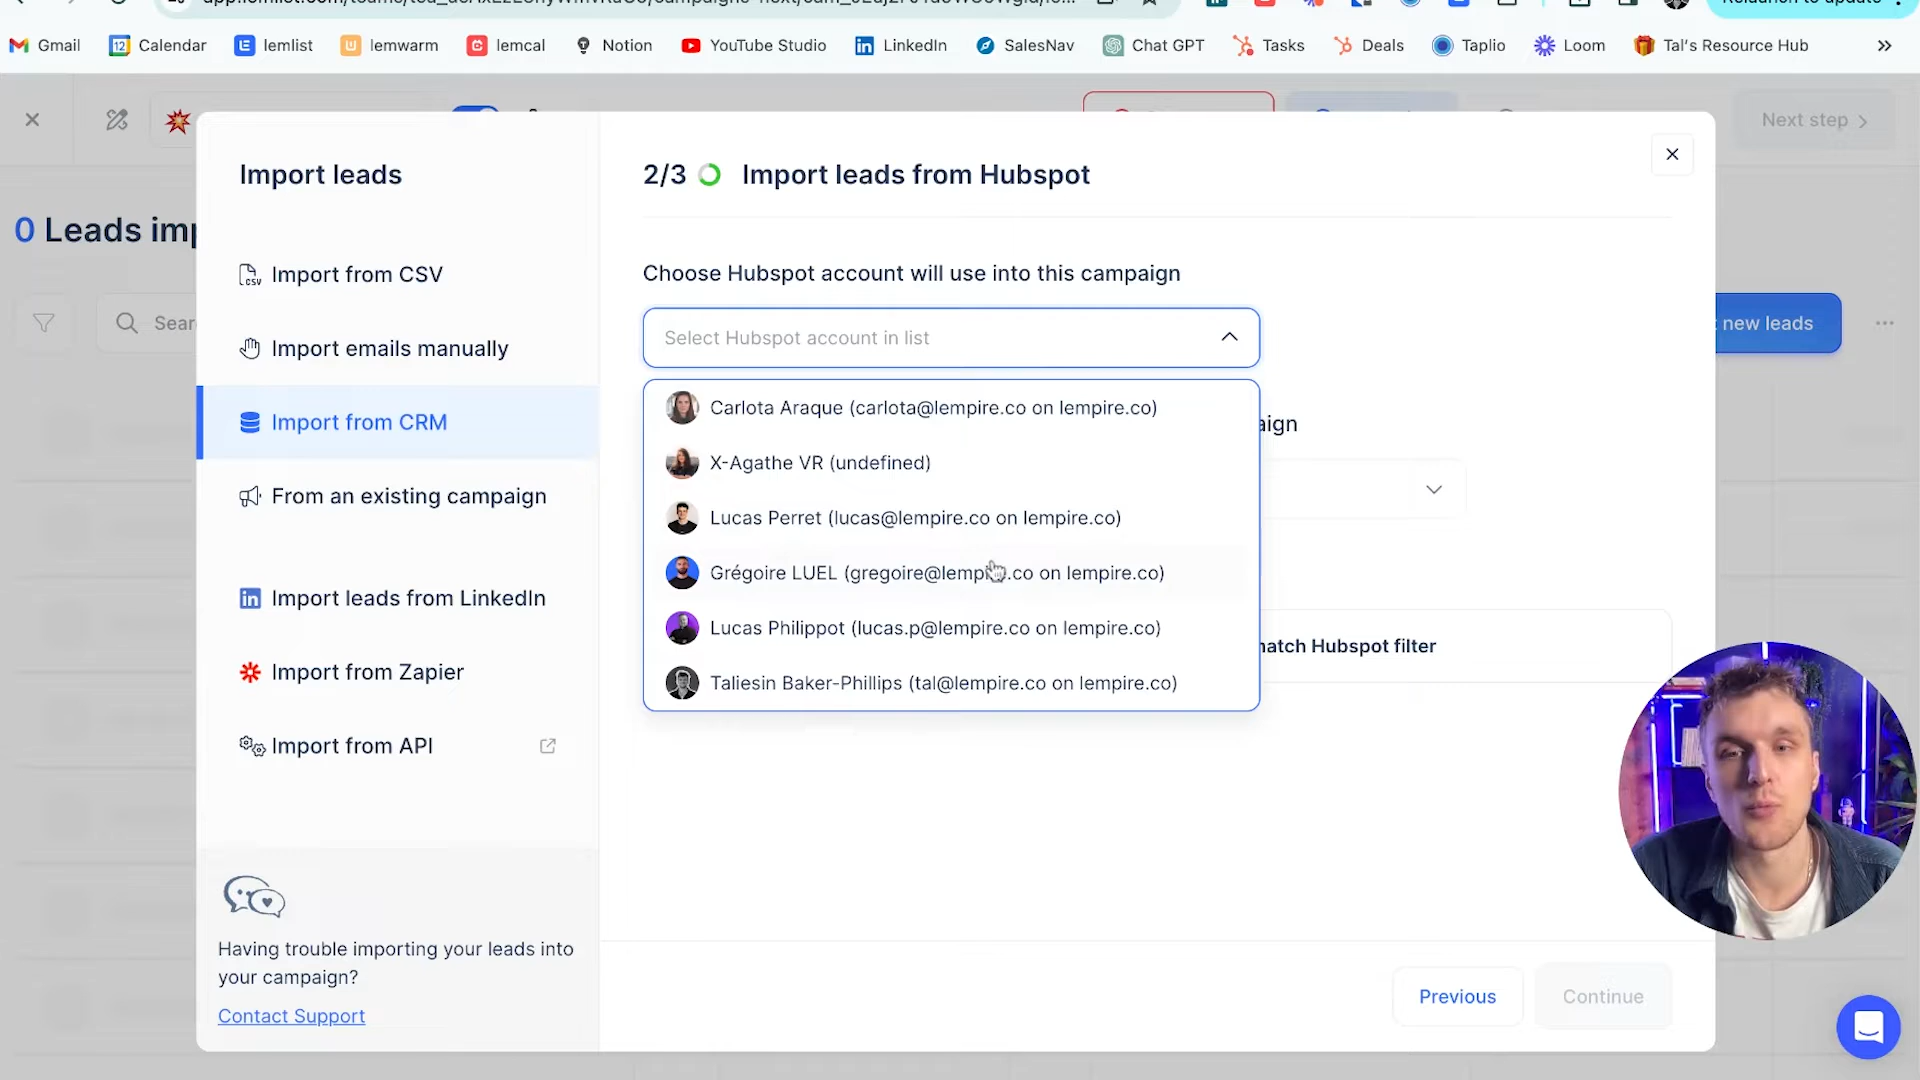 Gmail
Calendar
lemlist
lemwarm
lemcal
Notion
YouTube Studio
LinkedIn
SalesNav
Chat GPT
Tasks
Deals
Taplio
Loom
Tal's Resource Hub
Next step
0 Leads imp
Sear
new leads
Import leads
Import from CSV
Import emails manually
Import from CRM
From an existing campaign
Import leads from LinkedIn
Import from Zapier
Import from API
Having trouble importing your leads into
your campaign?
Contact Support
2/3 Import leads from Hubspot
Choose Hubspot account will use into this campaign
Select Hubspot account in list
Carlota Araque (carlota@lempire.co on lempire.co)
X-Agathe VR (undefined)
Lucas Perret (lucas@lempire.co on lempire.co)
Grégoire LUEL (gregoire@lempire.co on lempire.co)
Lucas Philippot (lucas.p@lempire.co on lempire.co)
Taliesin Baker-Phillips (tal@lempire.co on lempire.co)
aign
match Hubspot filter
Previous
Continue